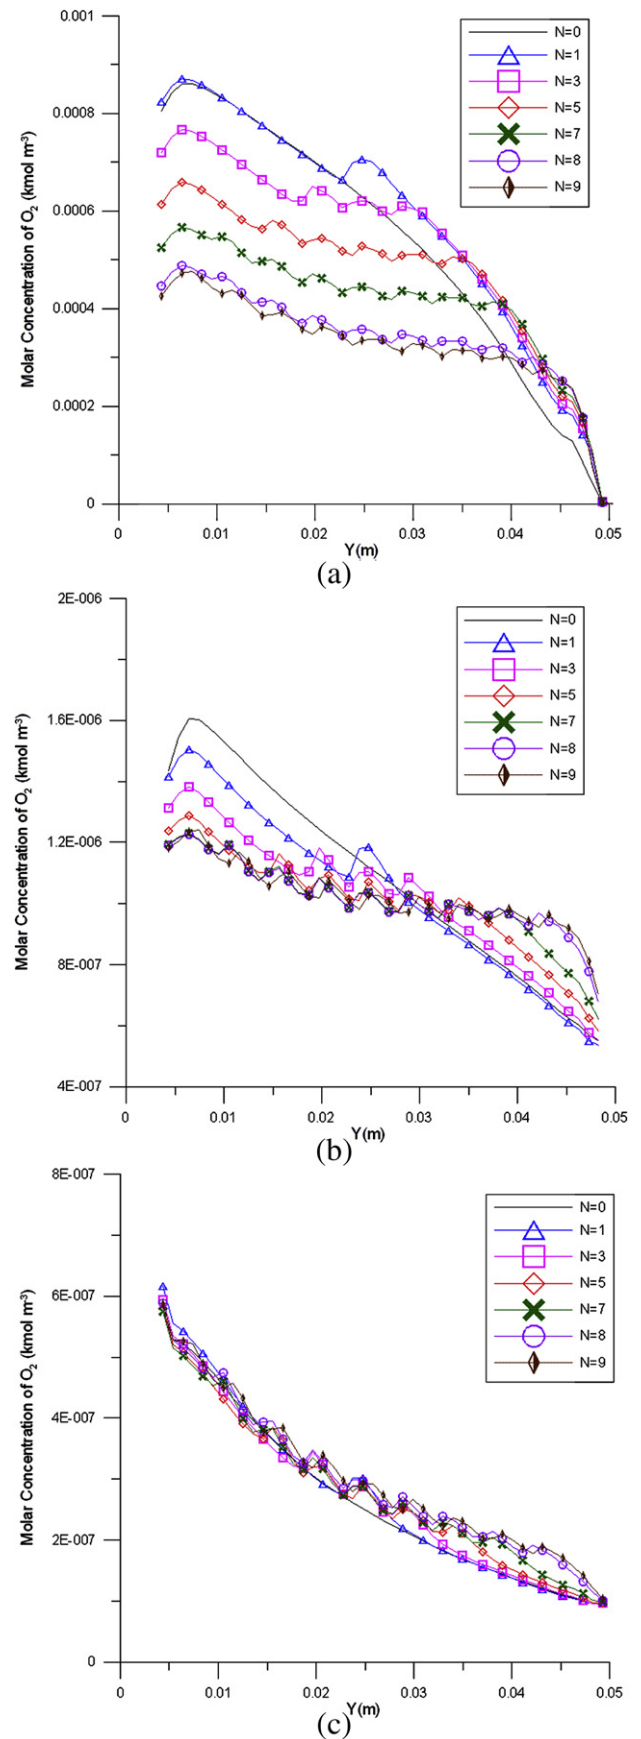 0.001
0.0008
0.0006
0.0004
0.0002
0
Molar Concentration of O2 (kmol m-3)
N=0
N=1
N=3
N=5
N=7
N=8
N=9
0 0.01 0.02 0.03 0.04 0.05
Y(m)
(a)
2E-006
1.6E-006
1.2E-006
8E-007
4E-007
Molar Concentration of O2 (kmol m-3)
N=0
N=1
N=3
N=5
N=7
N=8
N=9
0 0.01 0.02 0.03 0.04 0.05
Y(m)
(b)
8E-007
6E-007
4E-007
2E-007
0
Molar Concentration of O2 (kmol m-3)
N=0
N=1
N=3
N=5
N=7
N=8
N=9
0 0.01 0.02 0.03 0.04 0.05
Y(m)
(c)